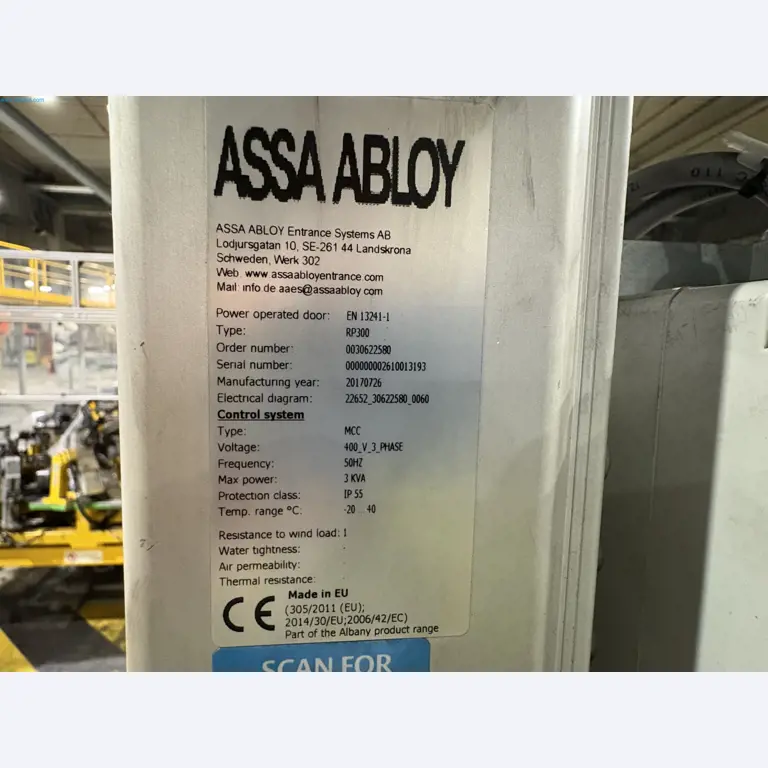 ASSA ABLOY
ASSA ABLOY Entrance Systems AB
Lodjursgatan 10, SE-261 44 Landskrona
Schweden, Werk 302
Web. www.assaabloyentrance.com
Mail: info.de.aaes@assaabloy.com
Power operated door: EN 13241-1
Type: RP300
Order number: 0030622580
Serial number: 000000002610013193
Manufacturing year: 20170726
Electrical diagram: 22652_30622580_0060
Control system
Type: MCC
Voltage: 400_V_3_PHASE
Frequency: 50HZ
Max power: 3 KVA
Protection class: IP 55
Temp. range °C: -20 ... 40
Resistance to wind load: 1
Water tightness: -
Air permeability:
Thermal resistance:
CE Made in EU
(305/2011 (EU);
2014/30/EU;2006/42/EC)
Part of the Albany product range
SCAN FOR
110